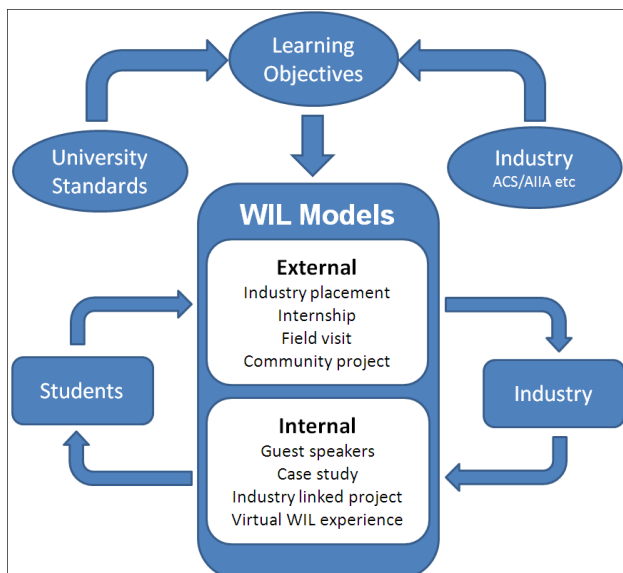 Learning
Objectives
University
Standards
Industry
ACS/AIIA etc
WIL Models
External
Industry placement
Internship
Field visit
Community project
Students
Industry
Internal
Guest speakers
Case study
Industry linked project
Virtual WIL experience